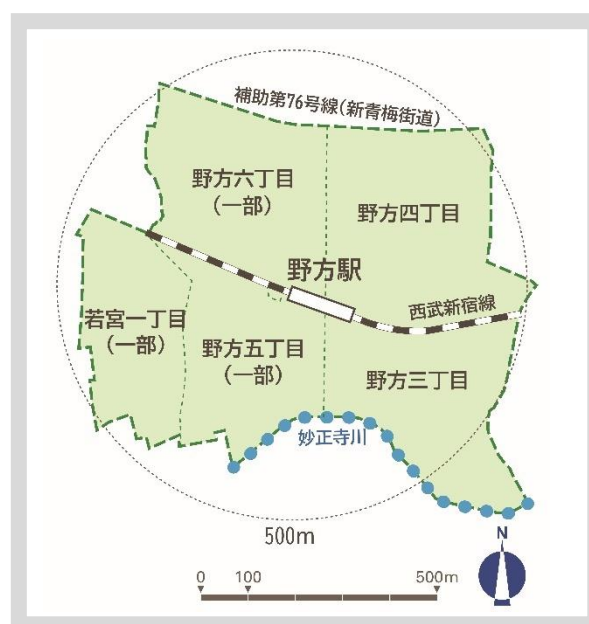 補助第76号線(新青梅街道)
野方六丁目
(一部)
野方四丁目
野方駅
西武新宿線
若宮一丁目
(一部)
野方五丁目
(一部)
野方三丁目
妙正寺川
500m
N
0 100 500m